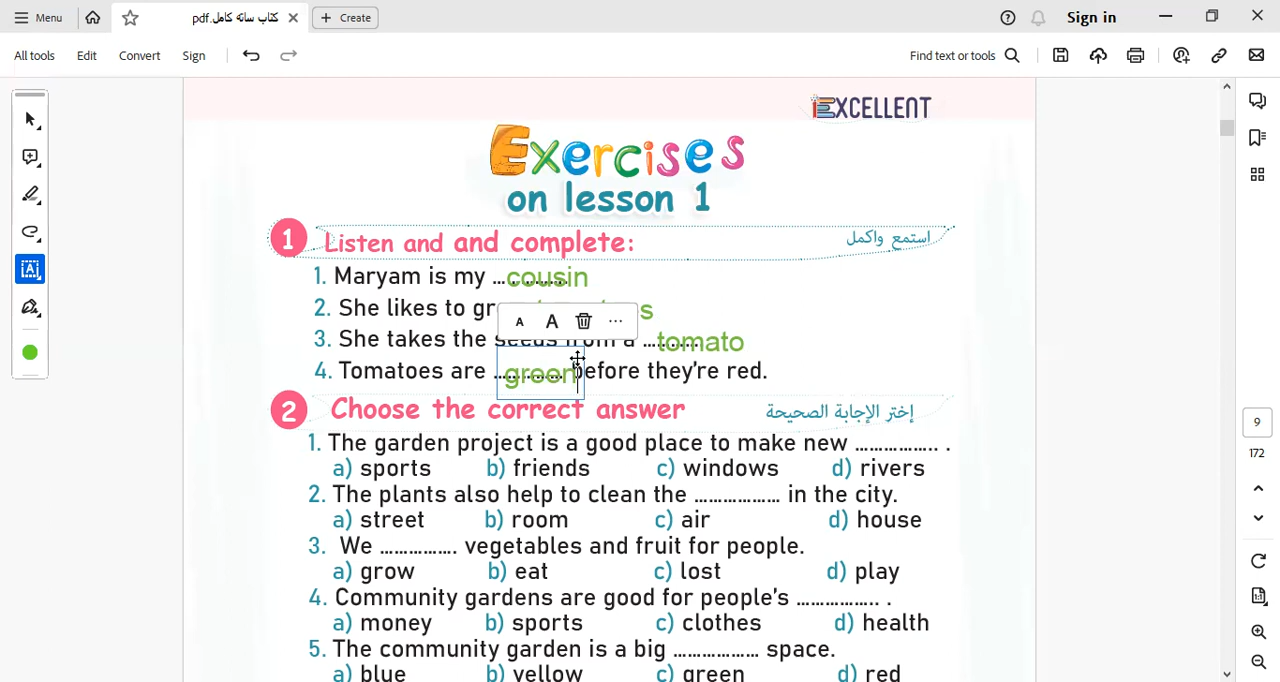 Menu
كتاب سانه كامل.pdf
Create
Sign in
All tools Edit Convert Sign
Find text or tools
EXCELLENT
Exercises
on lesson 1
1 Listen and and complete: استمع واكمل
1. Maryam is my ............... cousin
2. She likes to s
3. She takes the seeds from a ........... tomato
4. Tomatoes are ............... green before they're red.
2 Choose the correct answer إختر الإجابة الصحيحة
1. The garden project is a good place to make new ................. .
a) sports b) friends c) windows d) rivers
2. The plants also help to clean the ................. in the city.
a) street b) room c) air d) house
3. We ................ vegetables and fruit for people.
a) grow b) eat c) lost d) play
4. Community gardens are good for people's ................. .
a) money b) sports c) clothes d) health
5. The community garden is a big ................. space.
a) blue b) yellow c) green d) red
A A ...
9
172
1:1